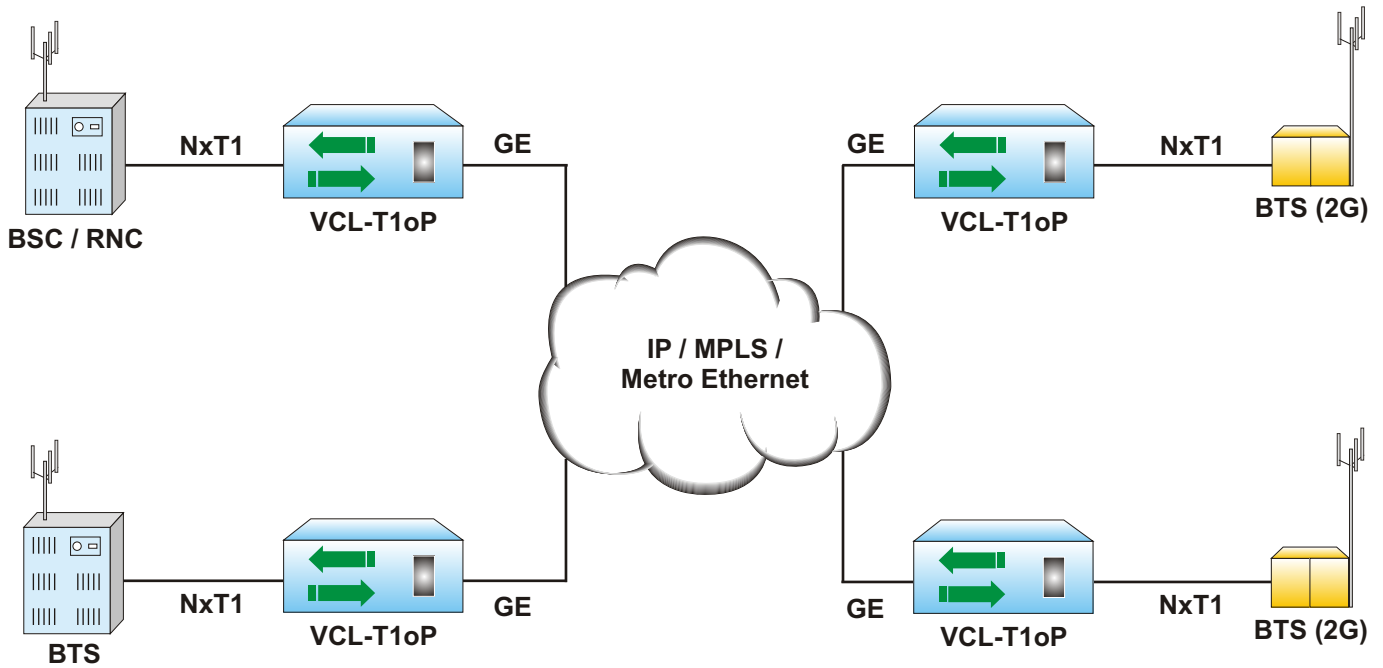 NxT1
GE
GE
NxT1
BSC / RNC
VCL-T1oP
VCL-T1oP
BTS (2G)
IP / MPLS /
Metro Ethernet
NxT1
GE
GE
NxT1
BTS
VCL-T1oP
VCL-T1oP
BTS (2G)